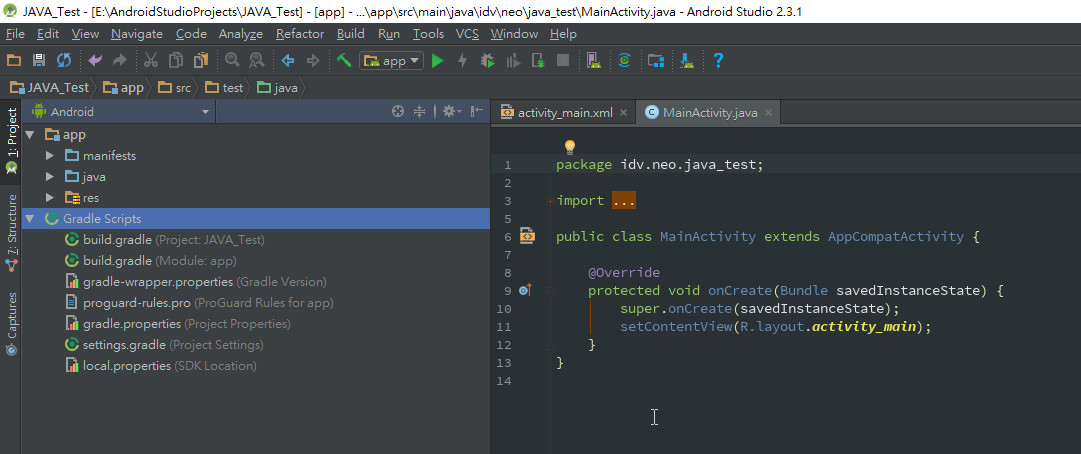 JAVA_Test - [E:\AndroidStudioProjects\JAVA_Test] - [app] - ...\app\src\main\java\idv\neo\java_test\MainActivity.java - Android Studio 2.3.1
File Edit View Navigate Code Analyze Refactor Build Run Tools VCS Window Help
app
JAVA_Test app src test java
1: Project
Z: Structure
Captures
Android
app
manifests
java
res
Gradle Scripts
build.gradle (Project: JAVA_Test)
build.gradle (Module: app)
gradle-wrapper.properties (Gradle Version)
proguard-rules.pro (ProGuard Rules for app)
gradle.properties (Project Properties)
settings.gradle (Project Settings)
local.properties (SDK Location)
activity_main.xml MainActivity.java
1 package idv.neo.java_test;
2
3 import ...
5
6 public class MainActivity extends AppCompatActivity {
7
8 @Override
9 protected void onCreate(Bundle savedInstanceState) {
10 super.onCreate(savedInstanceState);
11 setContentView(R.layout.activity_main);
12 }
13 }
14